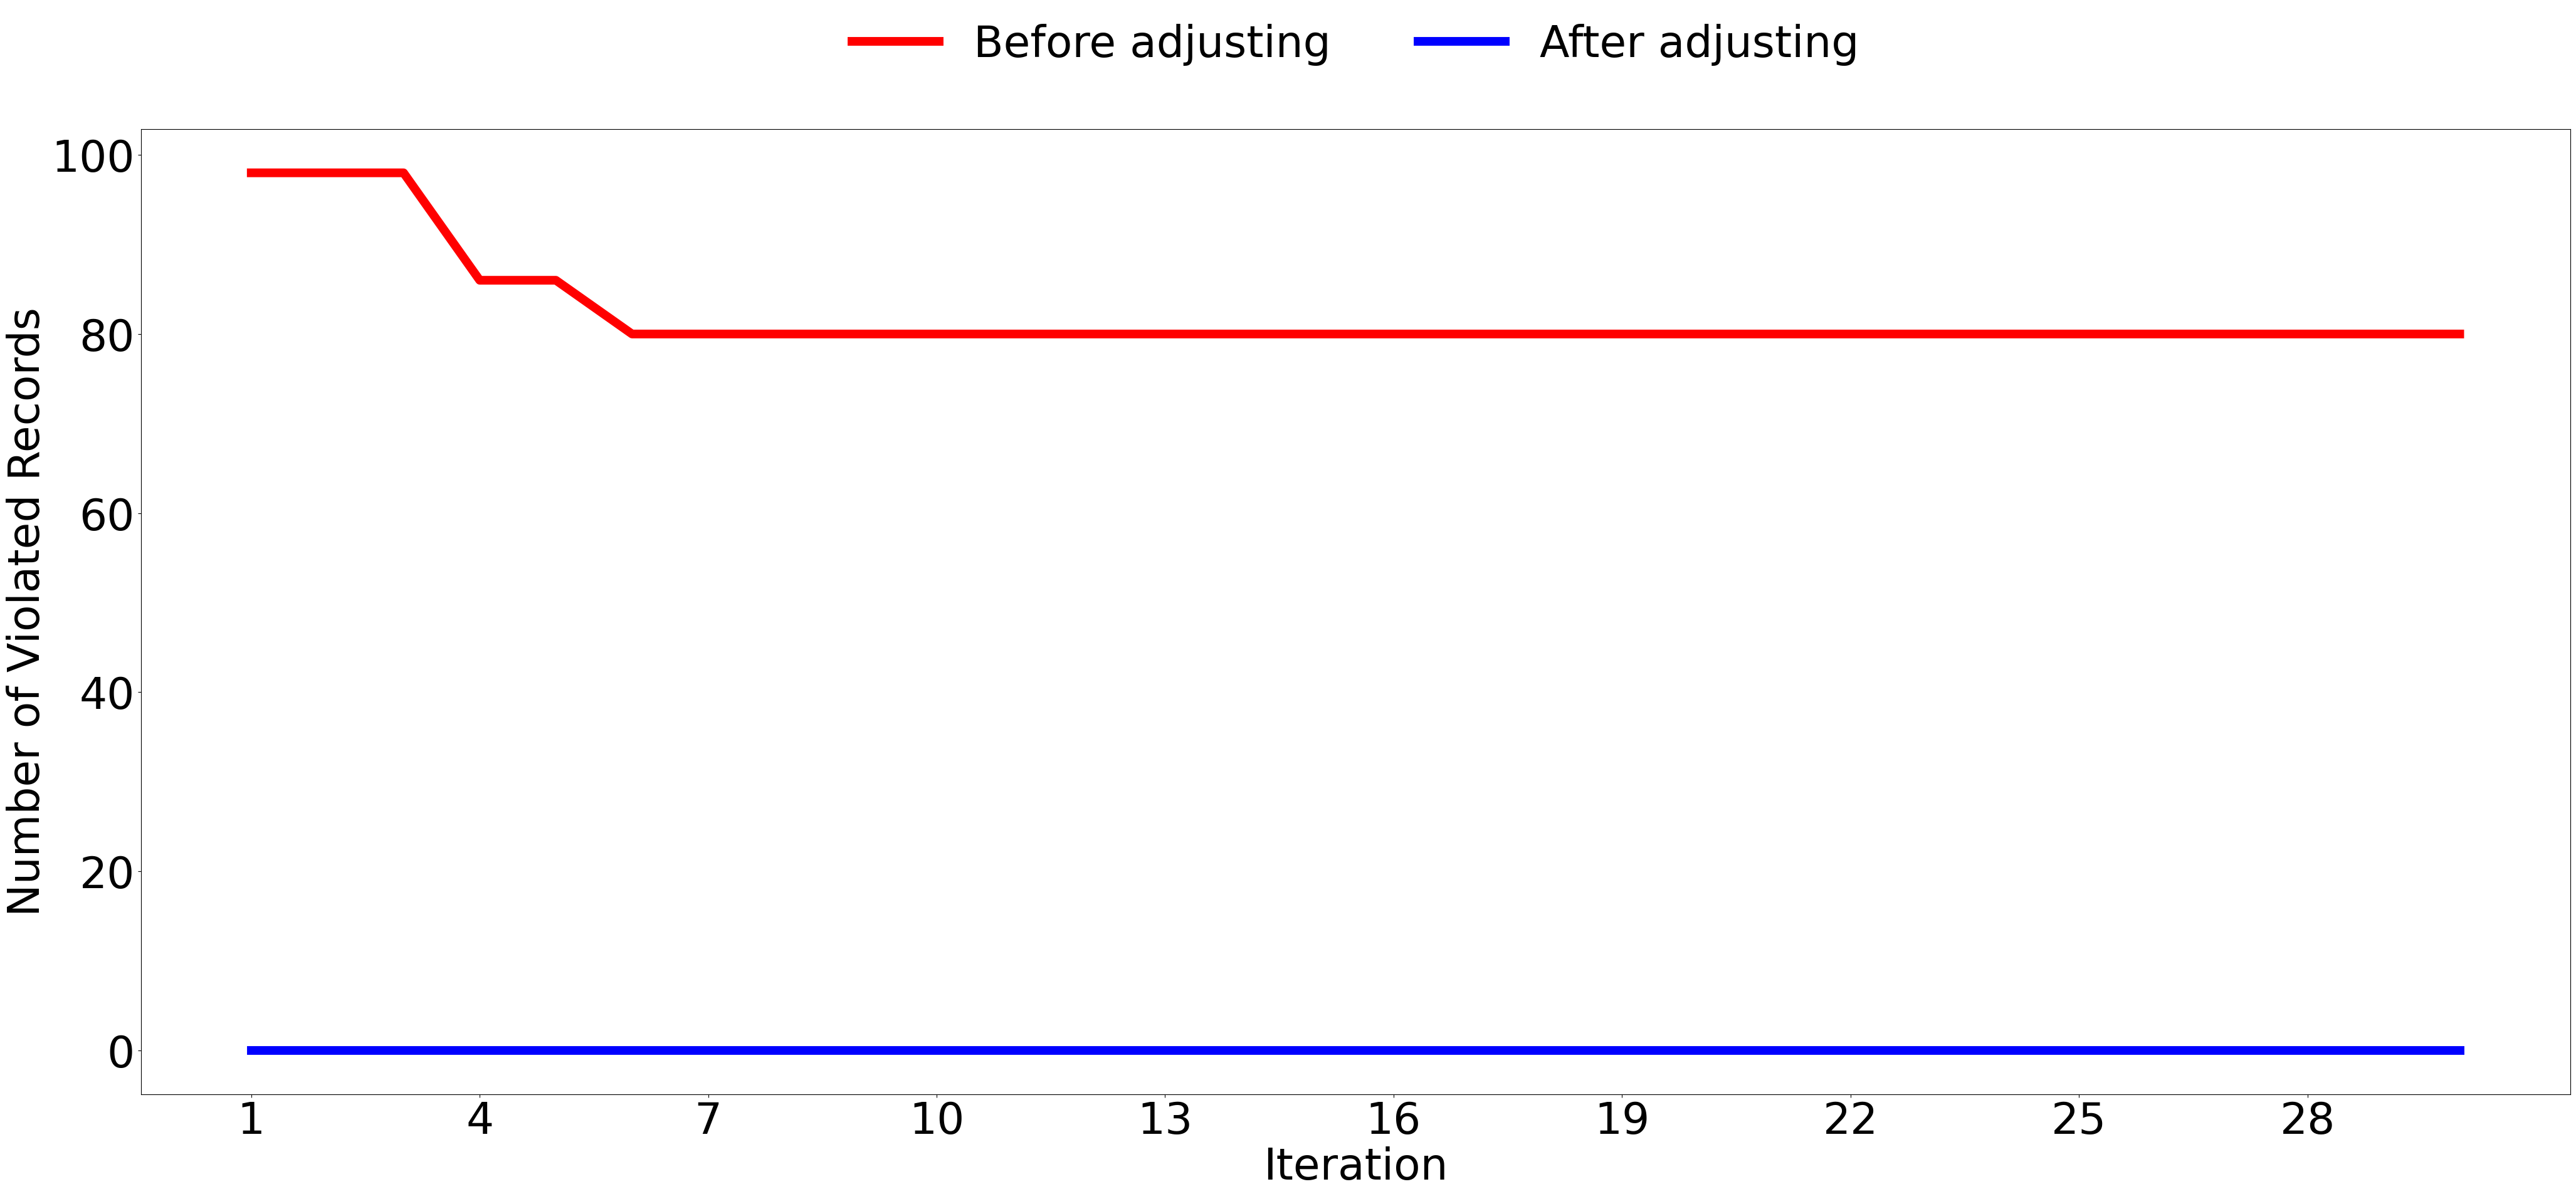 Before adjusting After adjusting
100
80
60
40
20
0
Number of Violated Records
1 4 7 10 13 16 19 22 25 28
Iteration